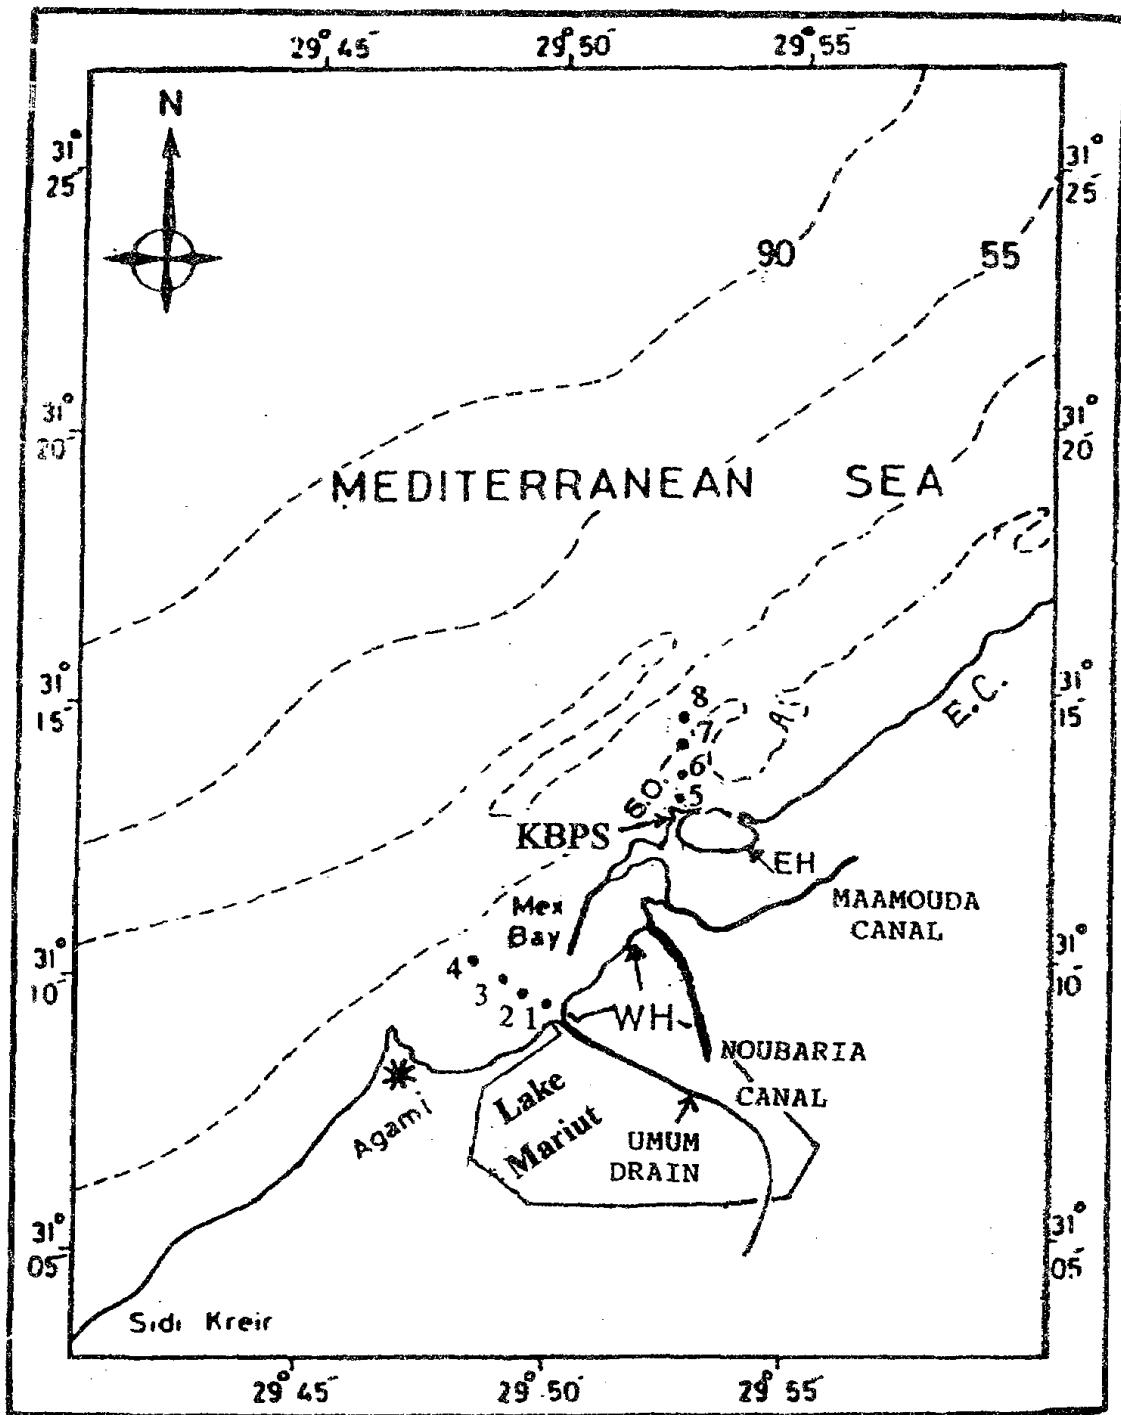 29° 45' 29° 50' 29° 55'
N
31°
25'
31°
25'
90 55
31°
20'
31°
20'
MEDITERRANEAN SEA
31°
15'
31°
15'
8
7
6
5
S.O.
A.
E.C.
KBPS
EH
MAAMOUDA
CANAL
Mex
Bay
31°
10'
31°
10'
4
3
2
1
WH
NOUBARIA
CANAL
Agami
Lake
Mariut
UMUM
DRAIN
31°
05'
31°
05'
Sidi Kreir
29° 45' 29° 50' 29° 55'